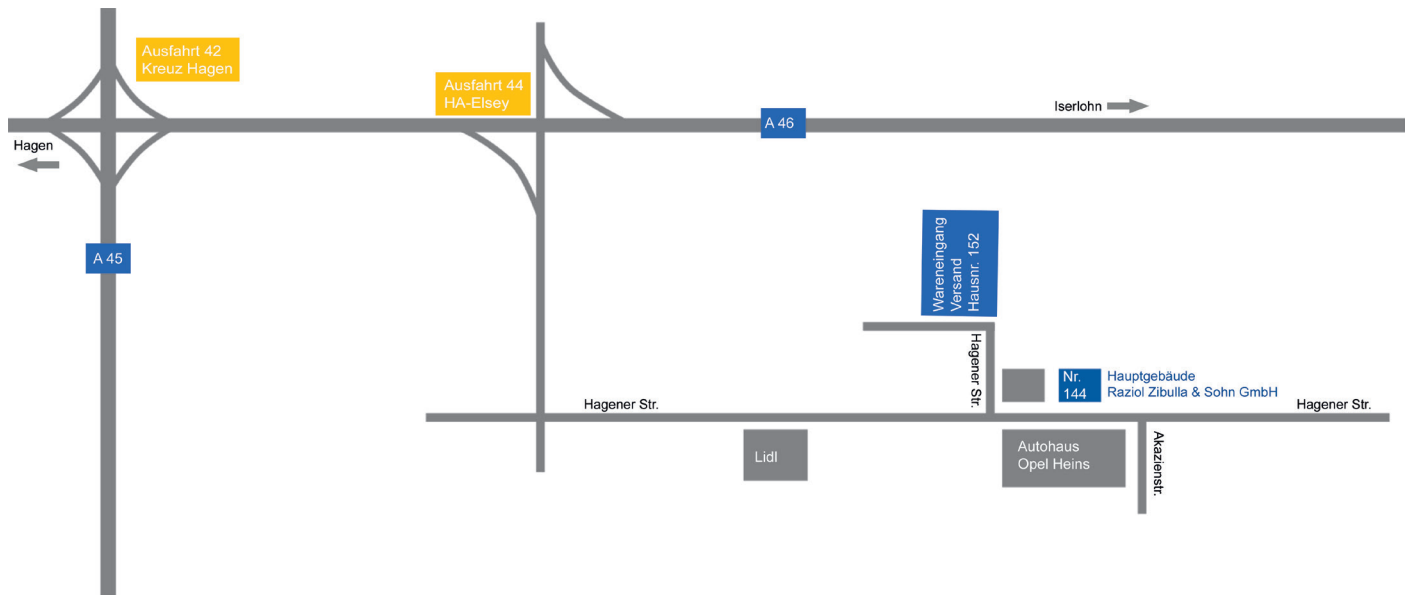 Ausfahrt 42
Kreuz Hagen
Ausfahrt 44
HA-Elsey
Iserlohn
A 46
Hagen
A 45
Wareneingang
Versand
Hausnr. 152
Hagener Str.
Nr.
144
Hauptgebäude
Raziol Zibulla & Sohn GmbH
Hagener Str.
Hagener Str.
Lidl
Autohaus
Opel Heins
Akazienstr.